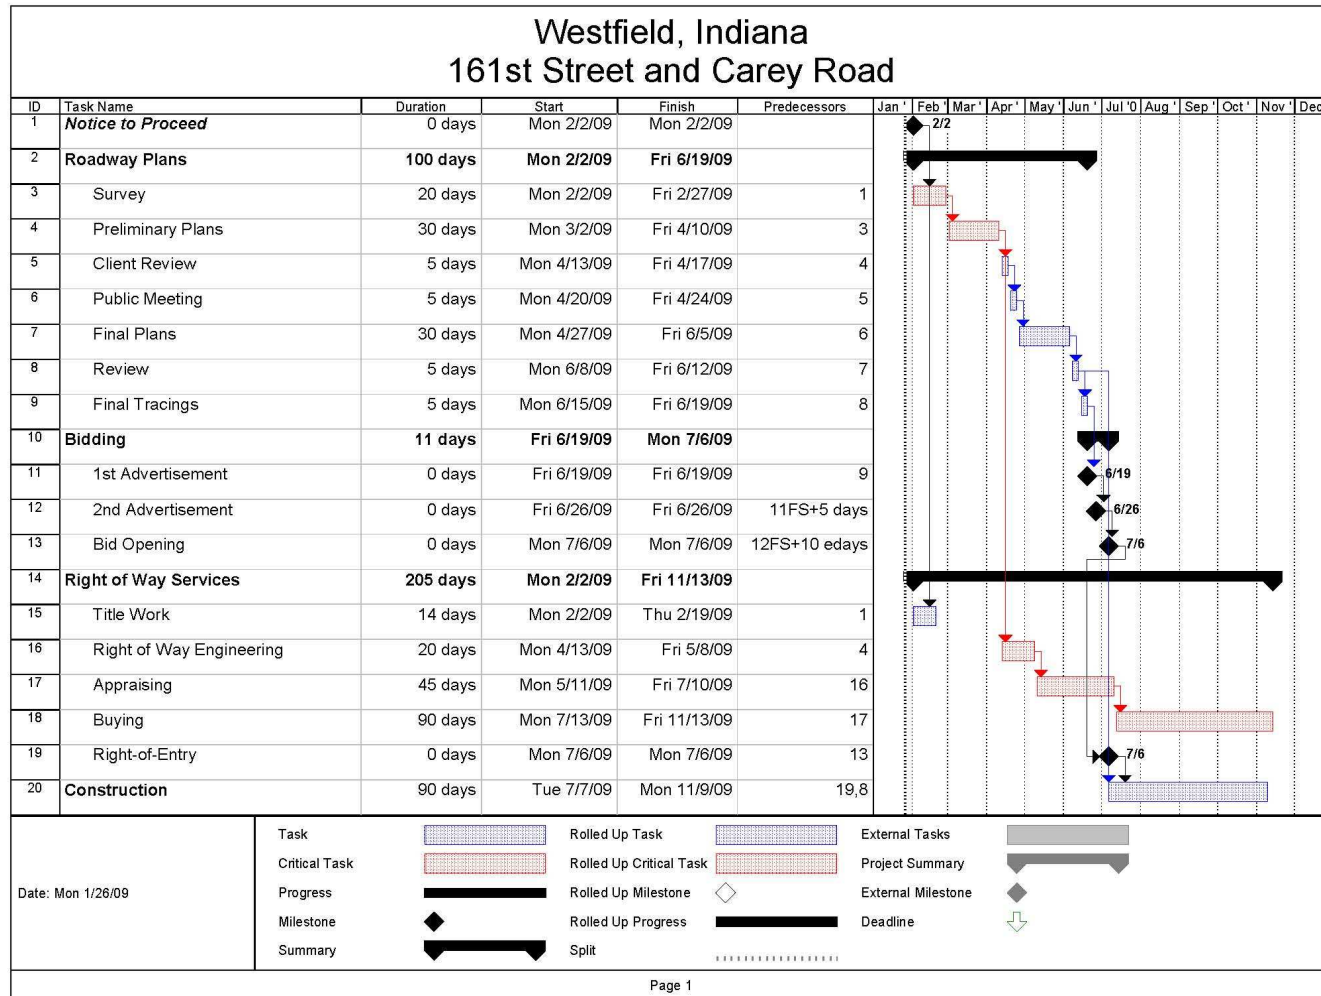 Westfield, Indiana
161st Street and Carey Road
ID Task Name Duration Start Finish Predecessors Jan ' Feb ' Mar ' Apr ' May ' Jun ' Jul '0 Aug ' Sep ' Oct ' Nov ' Dec
1 Notice to Proceed 0 days Mon 2/2/09 Mon 2/2/09 2/2
2 Roadway Plans 100 days Mon 2/2/09 Fri 6/19/09
3 Survey 20 days Mon 2/2/09 Fri 2/27/09 1
4 Preliminary Plans 30 days Mon 3/2/09 Fri 4/10/09 3
5 Client Review 5 days Mon 4/13/09 Fri 4/17/09 4
6 Public Meeting 5 days Mon 4/20/09 Fri 4/24/09 5
7 Final Plans 30 days Mon 4/27/09 Fri 6/5/09 6
8 Review 5 days Mon 6/8/09 Fri 6/12/09 7
9 Final Tracings 5 days Mon 6/15/09 Fri 6/19/09 8
10 Bidding 11 days Fri 6/19/09 Mon 7/6/09
11 1st Advertisement 0 days Fri 6/19/09 Fri 6/19/09 9 6/19
12 2nd Advertisement 0 days Fri 6/26/09 Fri 6/26/09 11FS+5 days 6/26
13 Bid Opening 0 days Mon 7/6/09 Mon 7/6/09 12FS+10 edays 7/6
14 Right of Way Services 205 days Mon 2/2/09 Fri 11/13/09
15 Title Work 14 days Mon 2/2/09 Thu 2/19/09 1
16 Right of Way Engineering 20 days Mon 4/13/09 Fri 5/8/09 4
17 Appraising 45 days Mon 5/11/09 Fri 7/10/09 16
18 Buying 90 days Mon 7/13/09 Fri 11/13/09 17
19 Right-of-Entry 0 days Mon 7/6/09 Mon 7/6/09 13 7/6
20 Construction 90 days Tue 7/7/09 Mon 11/9/09 19,8
Date: Mon 1/26/09
Task Rolled Up Task External Tasks
Critical Task Rolled Up Critical Task Project Summary
Progress Rolled Up Milestone External Milestone
Milestone Rolled Up Progress Deadline
Summary Split
Page 1